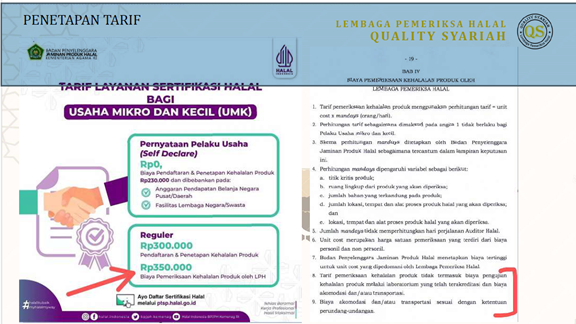 PENETAPAN TARIF
LEMBAGA PEMERIKSA HALAL
QUALITY SYARIAH
QUALITY SYARIAH
QS
BADAN PENYELENGGARA
JAMINAN PRODUK HALAL
KEMENTERIAN AGAMA RI
HALAL
INDONESIA
TARIF LAYANAN SERTIFIKASI HALAL
BAGI
USAHA MIKRO DAN KECIL (UMK)
Pernyataan Pelaku Usaha
(Self Declare)
Rp0,
Biaya Pendaftaran & Penetapan Kehalalan Produk
Rp230.000 dan dibebankan pada:
Anggaran Pendapatan Belanja Negara
Pusat/Daerah
Fasilitas Lembaga Negara/Swasta
Reguler
Rp300.000
Pendaftaran & Penetapan Kehalalan Produk
Rp350.000
Biaya Pemeriksaan Kehalalan Produk oleh LPH
Ayo Daftar Sertifikasi Halal
melalui ptsp.halal.go.id
- 19 -
BAB IV
BIAYA PEMERIKSAAN KEHALALAN PRODUK OLEH
LEMBAGA PEMERIKSA HALAL
1. Tarif pemeriksaan kehalalan produk menggunakan perhitungan tarif = unit
cost x mandays (orang/hari).
2. Perhitungan tarif sebagaimana dimaksud pada angka 1 tidak berlaku bagi
Pelaku Usaha mikro dan kecil.
3. Skema perhitungan mandays ditetapkan oleh Badan Penyelenggara
Jaminan Produk Halal sebagaimana tercantum dalam lampiran keputusan
ini.
4. Perhitungan mandays dipengaruhi variabel sebagai berikut:
a. titik kritis produk;
b. ruang lingkup dari produk yang akan diperiksa;
c. jumlah bahan yang terkandung pada produk;
d. jumlah lokasi, tempat dan alat proses produk halal yang akan diperiksa;
dan
e. lokasi, tempat dan alat proses produk halal yang akan diperiksa.
5. Jumlah mandays tidak memperhitungkan hari perjalanan Auditor Halal.
6. Unit cost merupakan harga satuan pemeriksaan yang terdiri dari biaya
personil dan non personil.
7. Badan Penyelenggara Jaminan Produk Halal menetapkan biaya tertinggi
untuk unit cost yang diperlukan oleh Lembaga Pemeriksa Halal
8. Tarif pemeriksaan kehalalan produk tidak termasuk biaya pengujian
kehalalan produk melalui laboratorium yang telah terakreditasi dan biaya
akomodasi dan/atau transportasi.
9. Biaya akomodasi dan/atau transportasi sesuai dengan ketentuan
perundang-undangan.